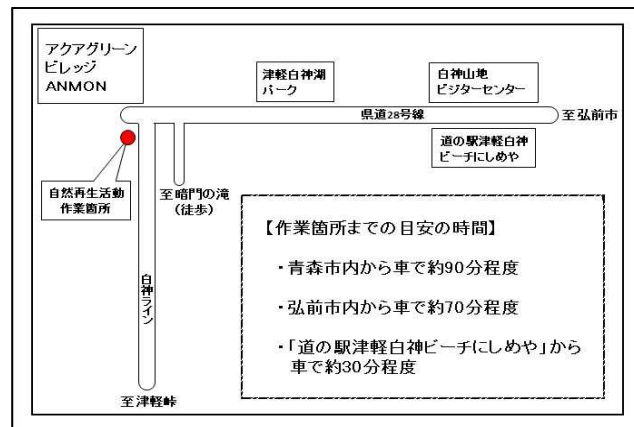 アクアグリーン
ビレッジ
ANMON
津軽白神湖
パーク
白神山地
ビジターセンター
県道28号線
至弘前市
道の駅津軽白神
ビーチにしめや
自然再生活動
作業箇所
至暗門の滝
(徒歩)
白神ライン
至津軽峠
【作業箇所までの目安の時間】
・青森市内から車で約90分程度
・弘前市内から車で約70分程度
・「道の駅津軽白神ビーチにしめや」から
車で約30分程度